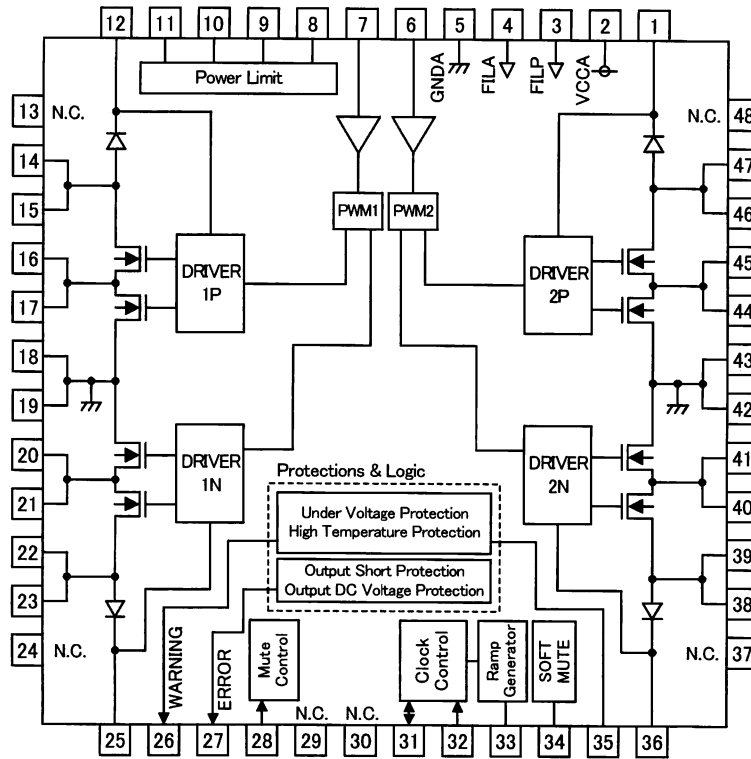 12 11 10 9 8 7 6 5 4 3 2 1
Power Limit
GNDA
FILA
FILP
VCCA
13 N.C.
N.C. 48
14
47
15
46
PWM1 PWM2
16
45
DRIVER
1P
DRIVER
2P
17
44
18
43
19
42
20
41
DRIVER
1N
DRIVER
2N
Protections & Logic
21
40
Under Voltage Protection
High Temperature Protection
22
39
Output Short Protection
Output DC Voltage Protection
23
38
24 N.C.
N.C. 37
WARNING
ERROR
Mute Control
Clock
Control
Ramp
Generator
SOFT
MUTE
N.C. N.C.
25 26 27 28 29 30 31 32 33 34 35 36